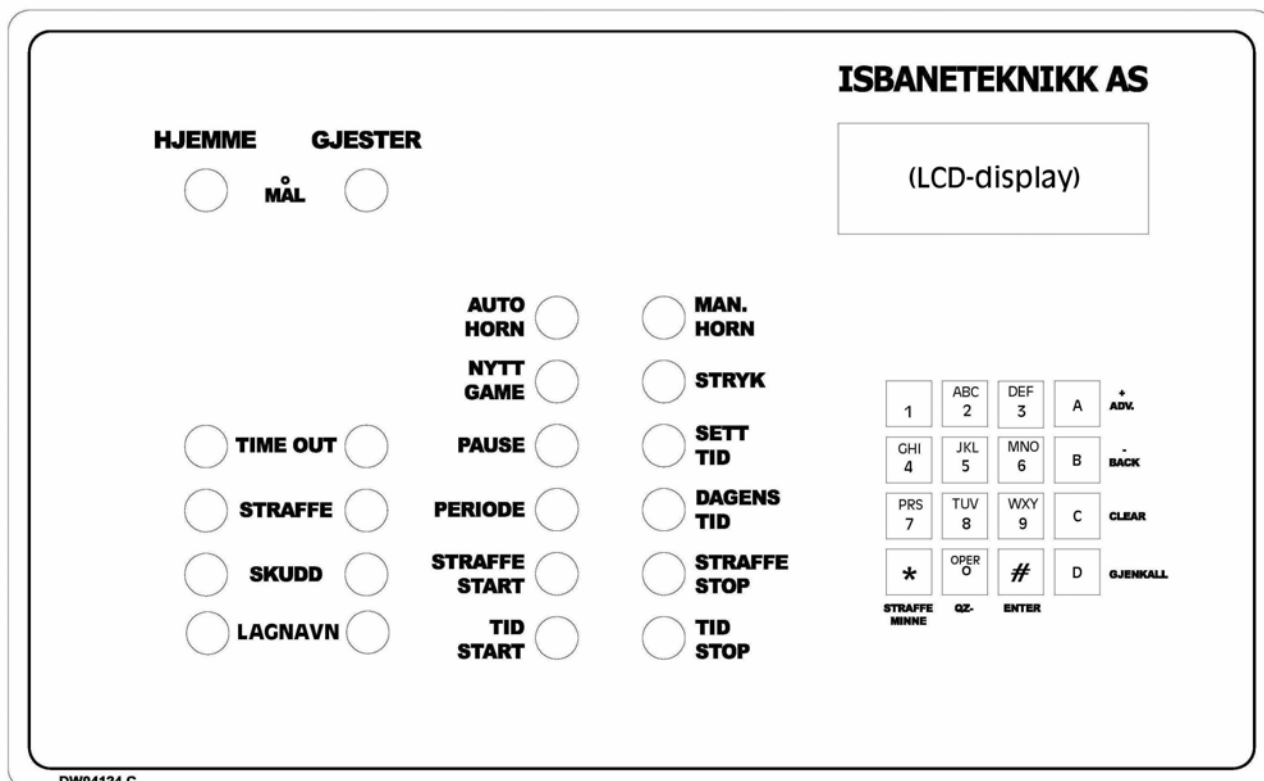 ISBANETEKNIKK AS
(LCD-display)
HJEMME GJESTER
MÅL
AUTO
HORN
MAN.
HORN
NYTT
GAME
STRYK
TIME OUT
PAUSE
SETT
TID
STRAFFE
PERIODE
DAGENS
TID
SKUDD
STRAFFE
START
STRAFFE
STOP
LAGNAVN
TID
START
TID
STOP
1
ABC
2
DEF
3
A
+
ADV.
GHI
4
JKL
5
MNO
6
B
-
BACK
PRS
7
TUV
8
WXY
9
C
CLEAR
*
OPER
0
#
D
GJENKALL
STRAFFE
MINNE
QZ-
ENTER